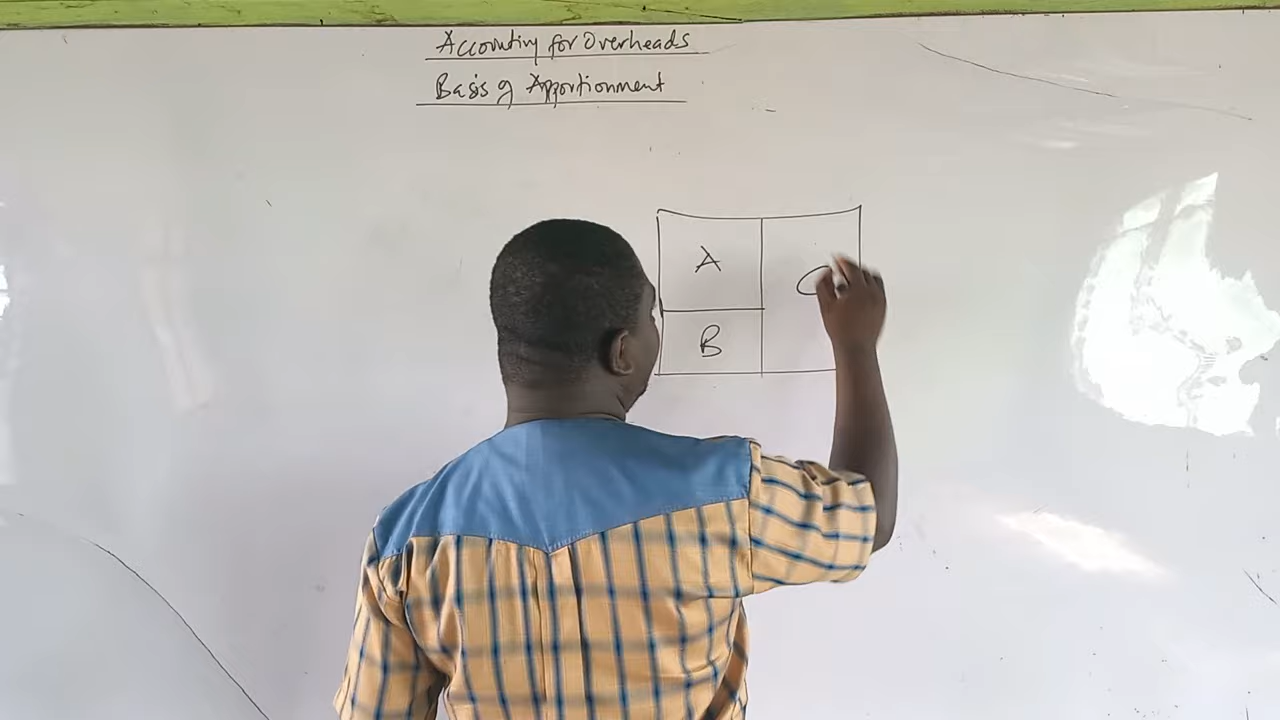 Accounting for Overheads
Basis of Apportionment
A
C
B